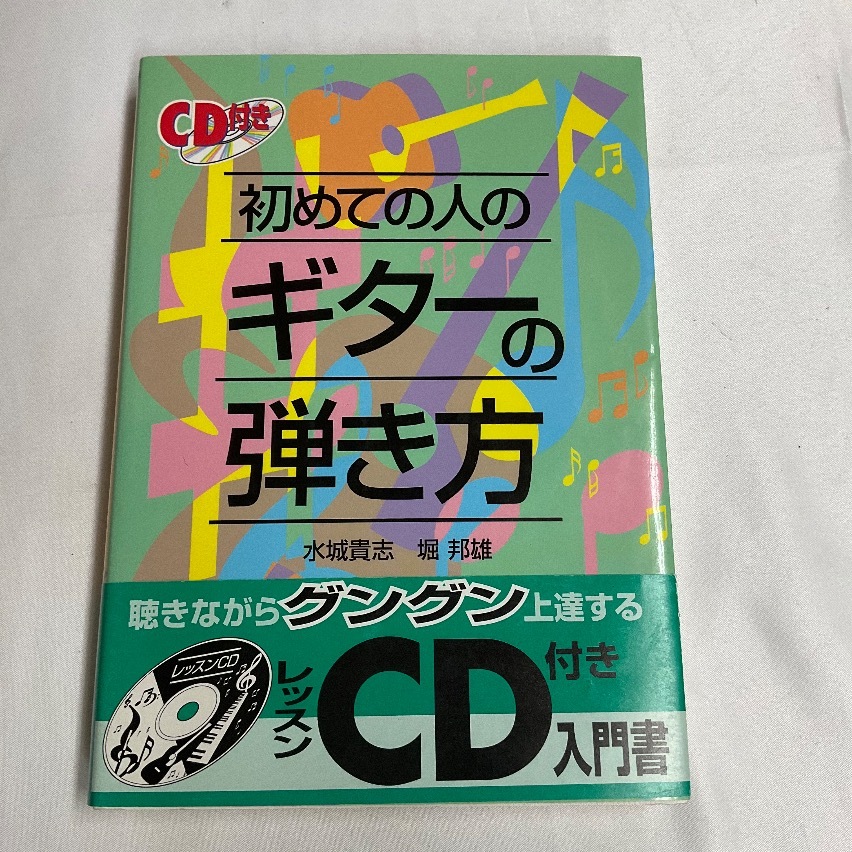 CD付き
初めての人の
ギターの
弾き方
水城貴志 堀 邦雄
聴きながらグングン上達する
レッスンCD
レッスン
CD付き
入門書